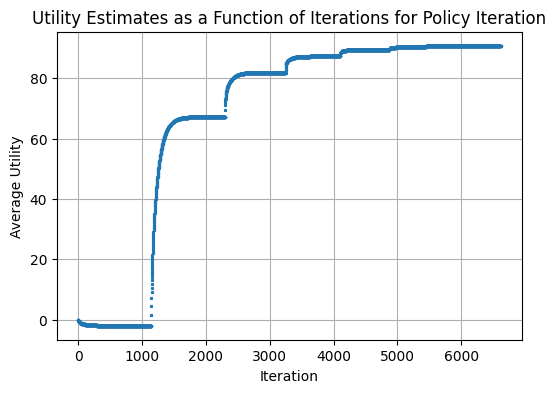 Utility Estimates as a Function of Iterations for Policy Iteration
Average Utility
80
60
40
20
0
0 1000 2000 3000 4000 5000 6000
Iteration